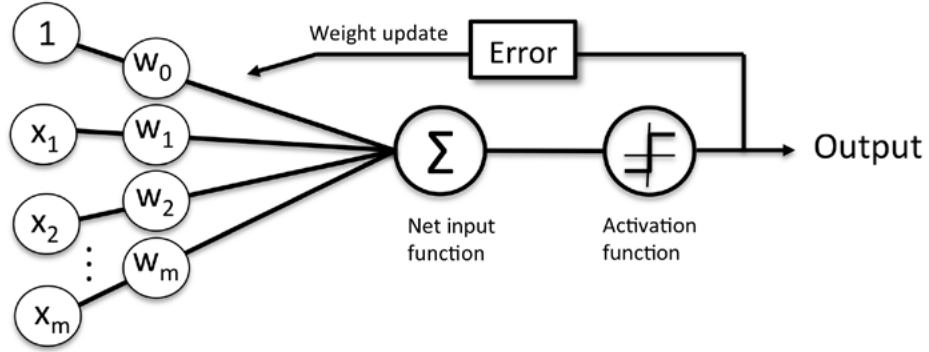 1
w₀
Weight update
Error
x₁
w₁
Σ
Output
x₂
w₂
Net input
function
Activation
function
⋮
wₘ
xₘ